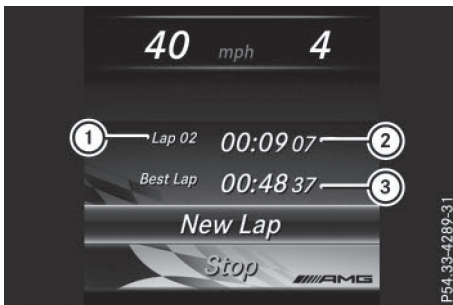 40 mph 4
1 Lap 02 00:09 07 2
Best Lap 00:48 37 3
New Lap
Stop AMG
P54.33-4289-31